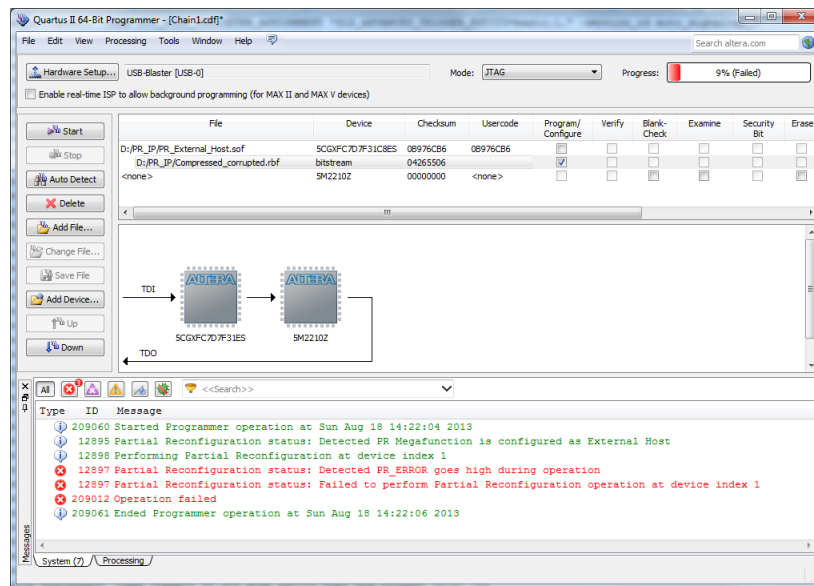 Quartus II 64-Bit Programmer - [Chain1.cdf]*
File Edit View Processing Tools Window Help
Search altera.com
Hardware Setup... USB-Blaster [USB-0] Mode: JTAG Progress: 9% (Failed)
Enable real-time ISP to allow background programming (for MAX II and MAX V devices)
Start
Stop
Auto Detect
Delete
Add File...
Change File...
Save File
Add Device...
Up
Down
File Device Checksum Usercode Program/ Configure Verify Blank- Check Examine Security Bit Erase
D:/PR_IP/PR_External_Host.sof 5CGXFC7D7F31C8ES 0B976CB6 0B976CB6
D:/PR_IP/Compressed_corrupted.rbf bitstream 04265506
<none> 5M2210Z 00000000 <none>
TDI
ALTERA ALTERA
5CGXFC7D7F31ES 5M2210Z
TDO
All 3 <<Search>>
Type ID Message
209060 Started Programmer operation at Sun Aug 18 14:22:04 2013
12895 Partial Reconfiguration status: Detected PR Megafunction is configured as External Host
12898 Performing Partial Reconfiguration at device index 1
12897 Partial Reconfiguration status: Detected PR_ERROR goes high during operation
12897 Partial Reconfiguration status: Failed to perform Partial Reconfiguration operation at device index 1
209012 Operation failed
209061 Ended Programmer operation at Sun Aug 18 14:22:06 2013
Messages
System (7) Processing